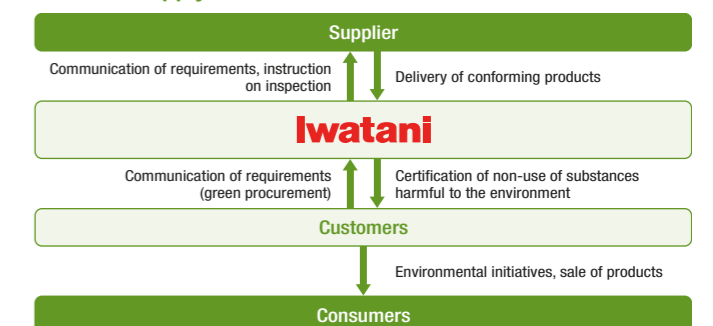 Supplier
Communication of requirements, instruction
on inspection
Delivery of conforming products
Iwatani
Communication of requirements
(green procurement)
Certification of non-use of substances
harmful to the environment
Customers
Environmental initiatives, sale of products
Consumers